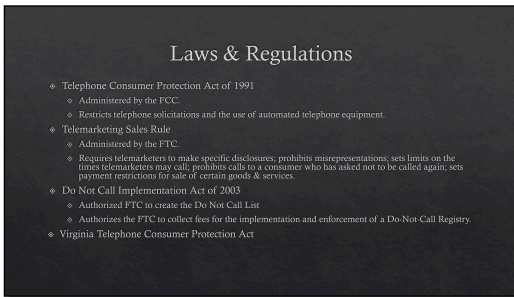 Laws & Regulations
Telephone Consumer Protection Act of 1991
Administered by the FCC.
Restricts telephone solicitations and the use of automated telephone equipment.
Telemarketing Sales Rule
Administered by the FTC.
Requires telemarketers to make specific disclosures; prohibits misrepresentations; sets limits on the
times telemarketers may call; prohibits calls to a consumer who has asked not to be called again; sets
payment restrictions for sale of certain goods & services.
Do Not Call Implementation Act of 2003
Authorized FTC to create the Do Not Call List
Authorizes the FTC to collect fees for the implementation and enforcement of a Do-Not-Call Registry.
Virginia Telephone Consumer Protection Act